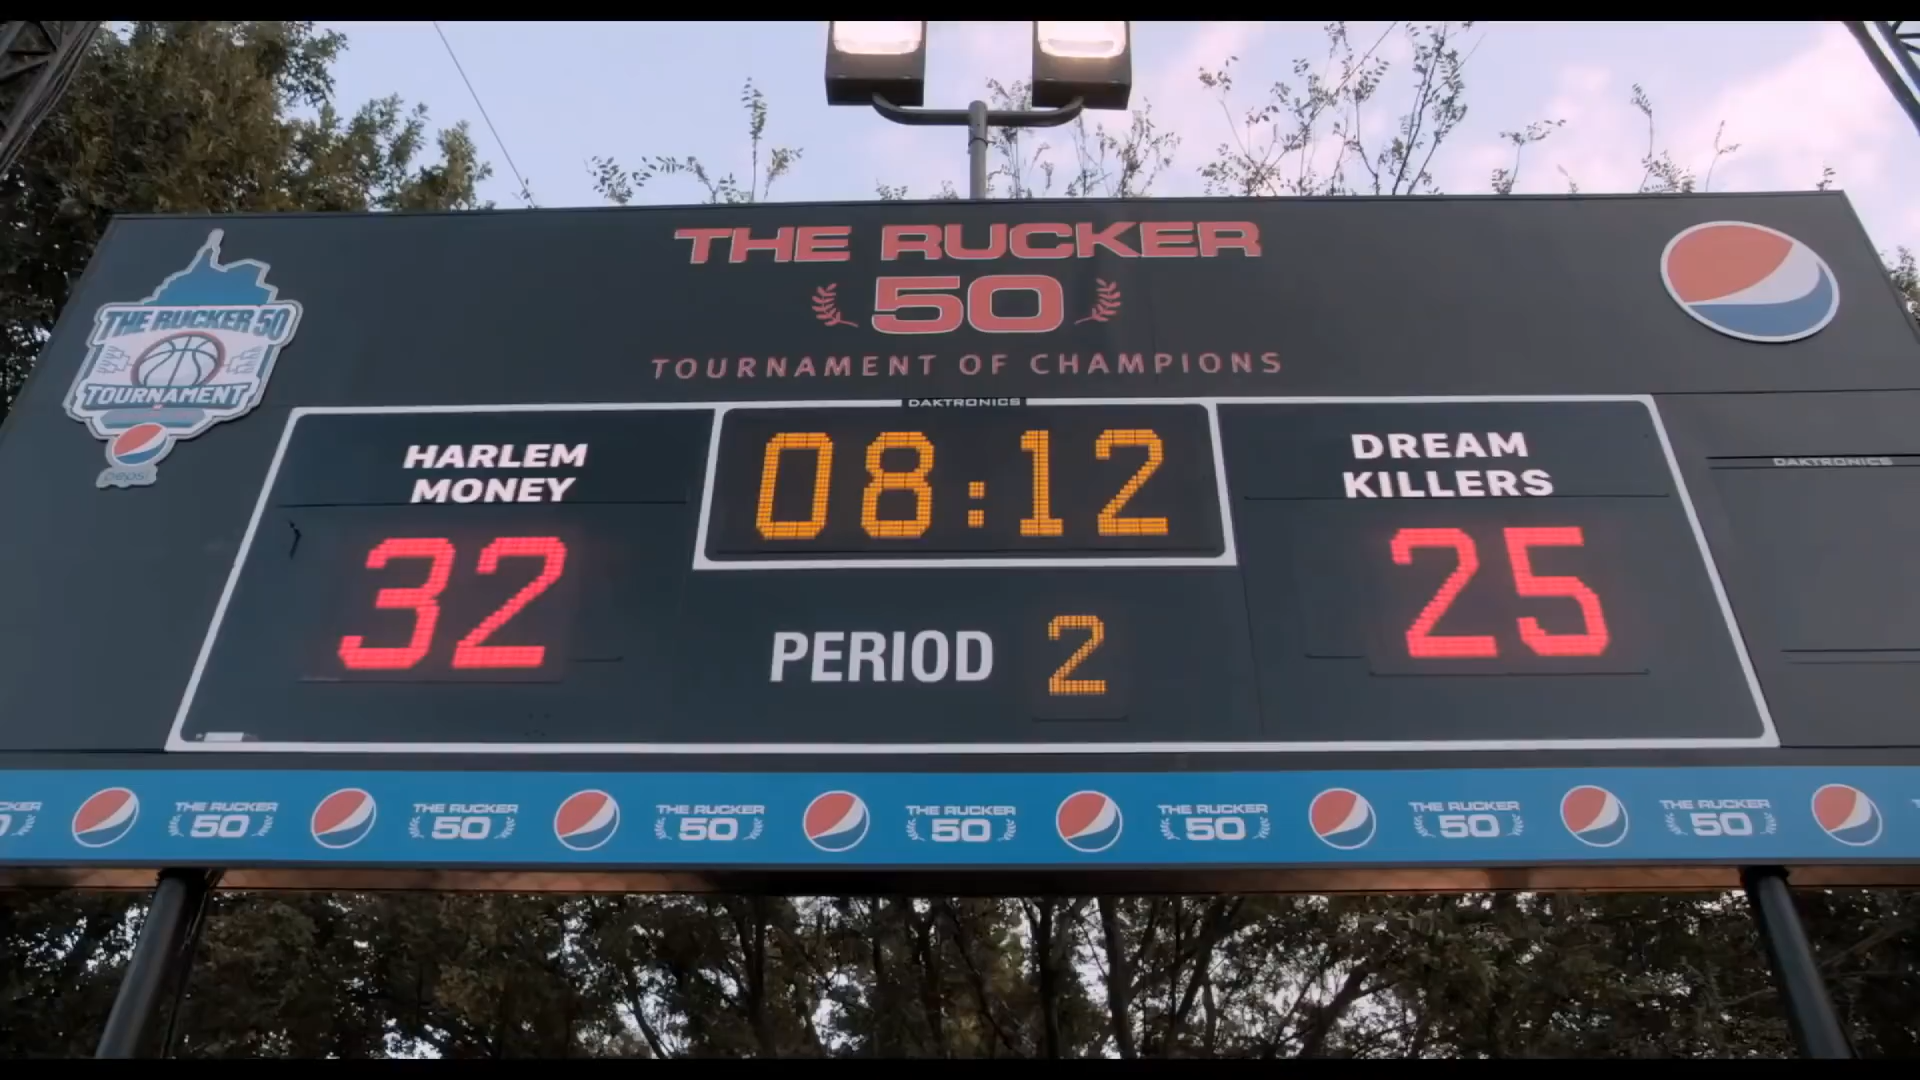 THE RUCKER
50
TOURNAMENT OF CHAMPIONS
THE RUCKER 50
TOURNAMENT
pepsi
DAKTRONICS
HARLEM
MONEY
32
08:12
DREAM
KILLERS
25
DAKTRONICS
PERIOD 2
THE RUCKER
50
THE RUCKER
50
THE RUCKER
50
THE RUCKER
50
THE RUCKER
50
THE RUCKER
50
THE RUCKER
50